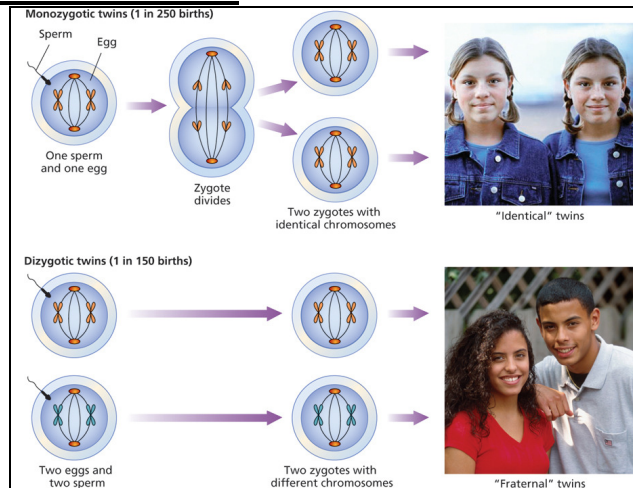 Monozygotic twins (1 in 250 births)
Sperm
Egg
One sperm
and one egg
Zygote
divides
Two zygotes with
identical chromosomes
"Identical" twins
Dizygotic twins (1 in 150 births)
Two eggs and
two sperm
Two zygotes with
different chromosomes
"Fraternal" twins